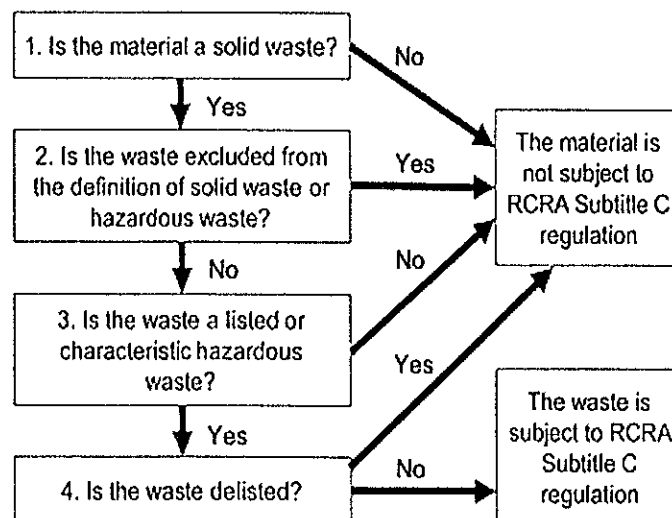 1. Is the material a solid waste?
No
Yes
2. Is the waste excluded from
the definition of solid waste or
hazardous waste?
Yes
The material is
not subject to
RCRA Subtitle C
regulation
No
No
3. Is the waste a listed or
characteristic hazardous
waste?
Yes
Yes
4. Is the waste delisted?
No
The waste is
subject to RCRA
Subtitle C
regulation